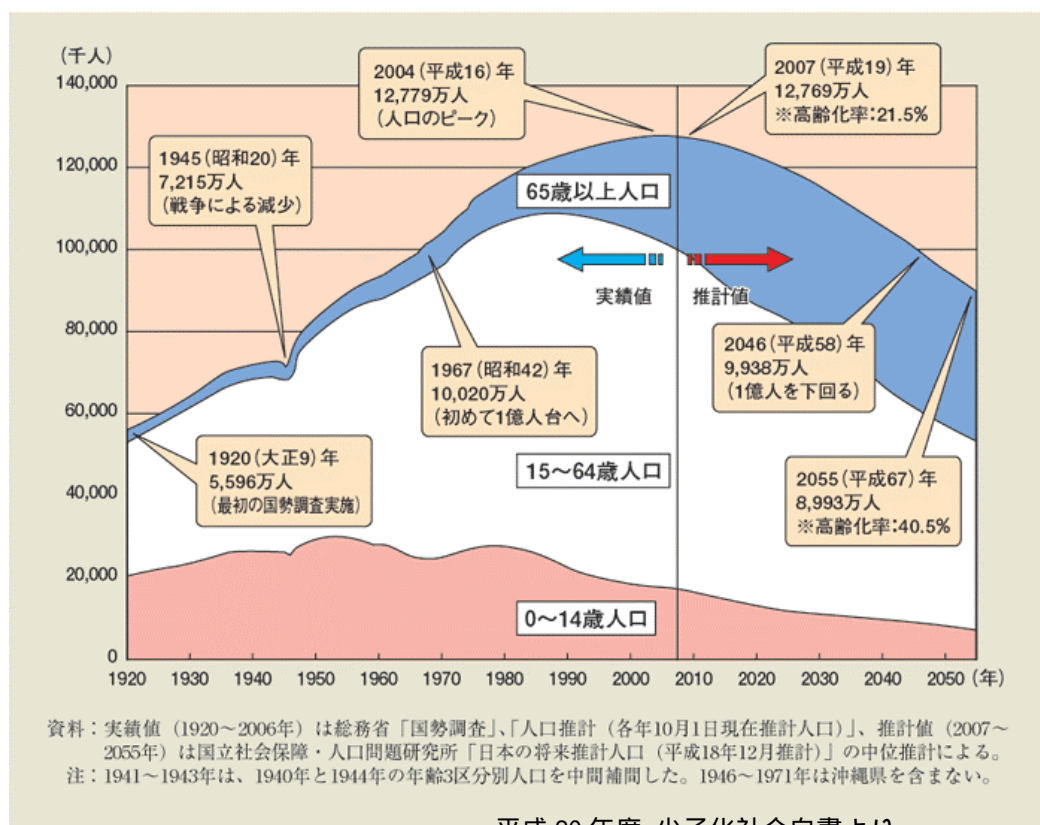 (千人)
140,000
120,000
100,000
80,000
60,000
40,000
20,000
0
1920 1930 1940 1950 1960 1970 1980 1990 2000 2010 2020 2030 2040 2050 (年)
2004(平成16)年
12,779万人
(人口のピーク)
2007(平成19)年
12,769万人
※高齢化率:21.5%
1945(昭和20)年
7,215万人
(戦争による減少)
65歳以上人口
実績値
推計値
1967(昭和42)年
10,020万人
(初めて1億人台へ)
2046(平成58)年
9,938万人
(1億人を下回る)
1920(大正9)年
5,596万人
(最初の国勢調査実施)
15〜64歳人口
2055(平成67)年
8,993万人
※高齢化率:40.5%
0〜14歳人口
資料:実績値(1920〜2006年)は総務省「国勢調査」、「人口推計(各年10月1日現在推計人口)」、推計値(2007〜
2055年)は国立社会保障・人口問題研究所「日本の将来推計人口(平成18年12月推計)」の中位推計による。
注:1941〜1943年は、1940年と1944年の年齢3区分別人口を中間補間した。1946〜1971年は沖縄県を含まない。